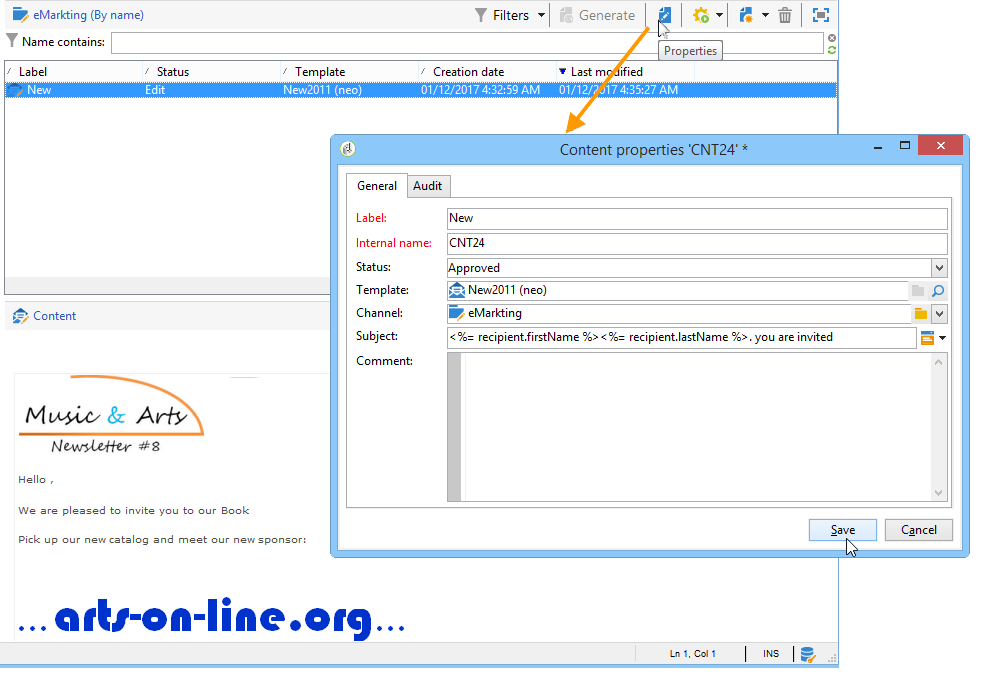 eMarkting (By name)
Filters
Generate
Name contains:
Properties
Label Status Template Creation date Last modified
New Edit New2011 (neo) 01/12/2017 4:32:59 AM 01/12/2017 4:35:27 AM
Content properties 'CNT24' *
General Audit
Label: New
Internal name: CNT24
Status: Approved
Template: New2011 (neo)
Channel: eMarkting
Subject: <%= recipient.firstName %><%= recipient.lastName %>. you are invited
Comment:
Save Cancel
Content
Music & Arts
Newsletter #8
Hello ,
We are pleased to invite you to our Book
Pick up our new catalog and meet our new sponsor:
... arts-on-line.org...
Ln 1, Col 1 INS